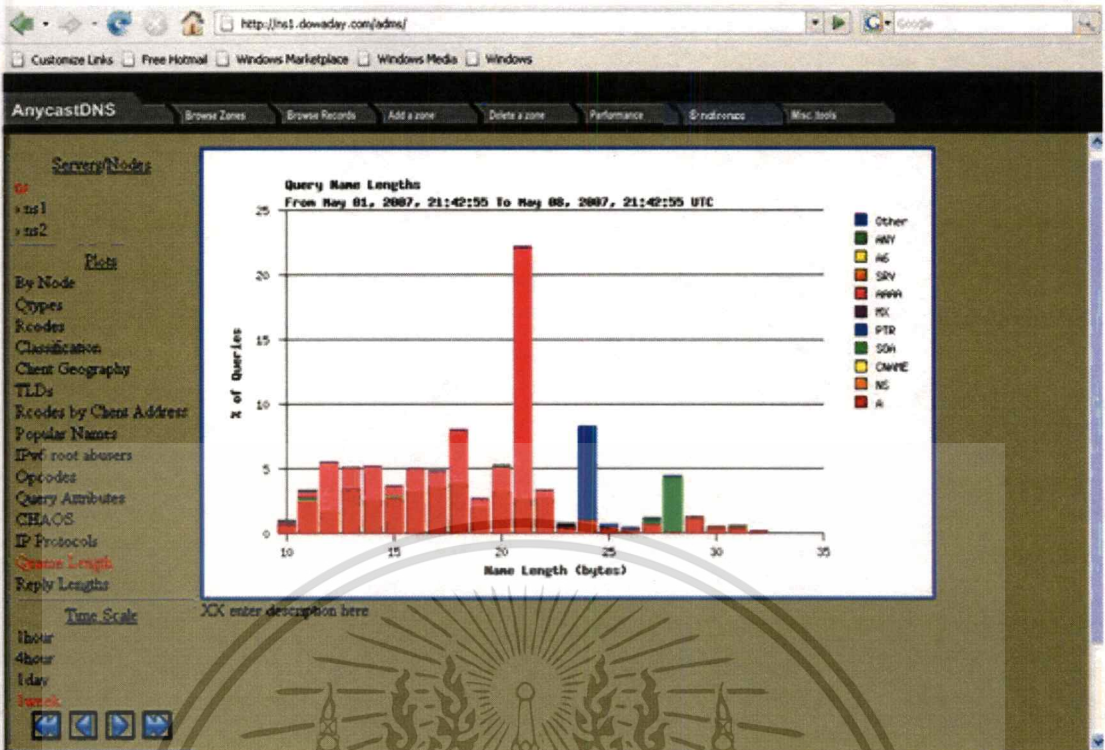 http://ns1.dowaday.com/adms/
Google
Customize Links Free Hotmail Windows Marketplace Windows Media Windows
AnycastDNS
Browse Zones Browse Records Add a zone Delete a zone Performance Synchronize Misc. tools
Servers/Nodes
ns1
ns2
Plots
By Node
Qtypes
Rcodes
Classification
Client Geography
TLDs
Rcodes by Client Address
Popular Names
IPv6 root abusers
Opcodes
Query Attributes
CHAOS
IP Protocols
Qname Length
Reply Lengths
Time Scale
1hour
4hour
1day
1week
Query Name Lengths
From May 01, 2007, 21:42:55 To May 08, 2007, 21:42:55 UTC
% of Queries
25
20
15
10
5
0
10 15 20 25 30 35
Name Length (bytes)
Other
ANY
A6
SRV
AAAA
MX
PTR
SOA
CNAME
NS
A
XX enter description here